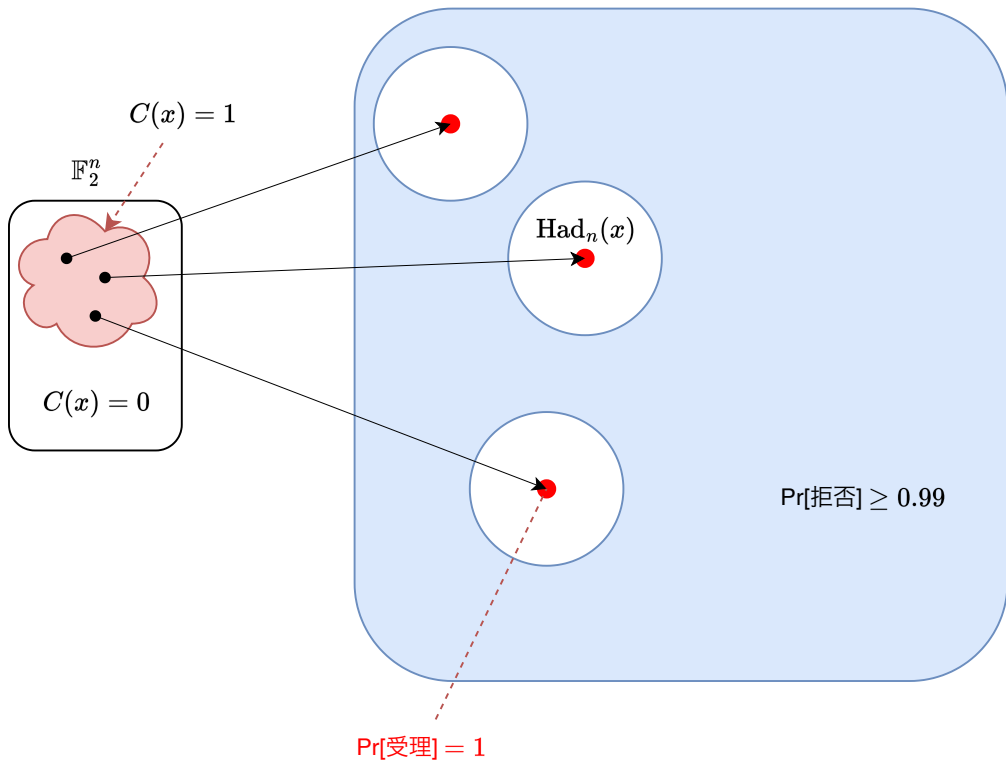 C(x) = 1
𝔽₂ⁿ
Hadₙ(x)
C(x) = 0
Pr[拒否] ≥ 0.99
Pr[受理] = 1